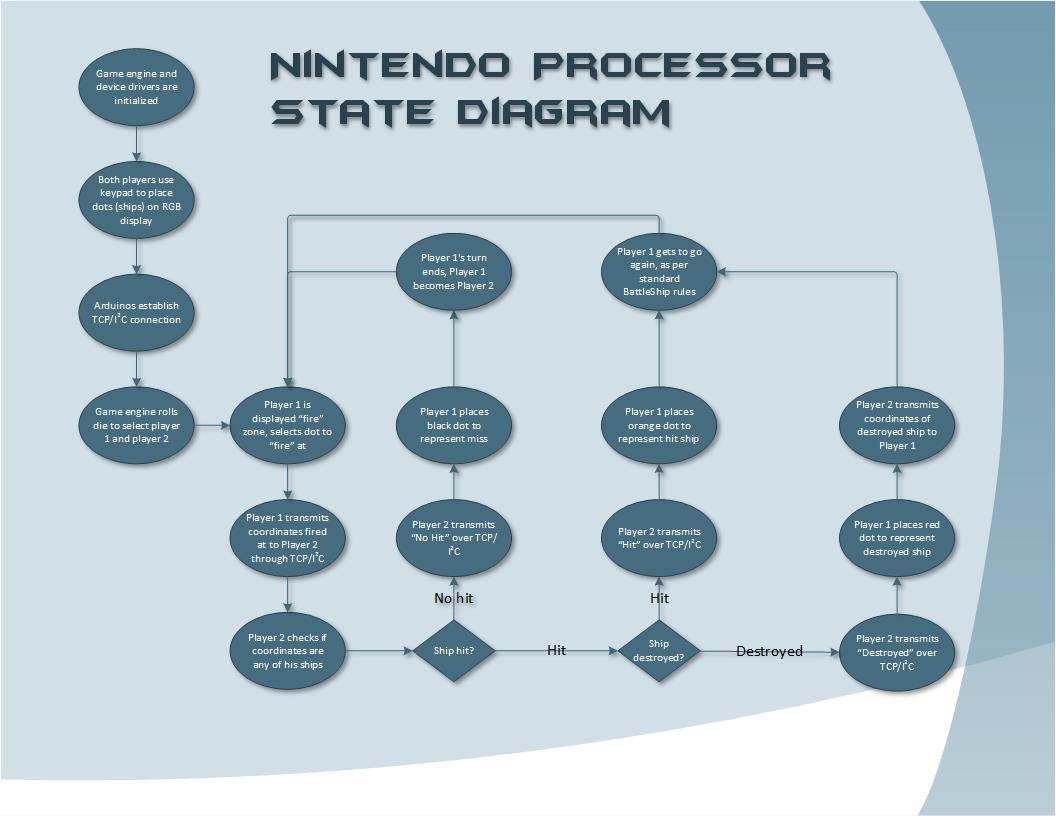 NINTENDO PROCESSOR
STATE DIAGRAM
Game engine and
device drivers are
initialized
Both players use
keypad to place
dots (ships) on RGB
display
Arduinos establish
TCP/I²C connection
Game engine rolls
die to select player
1 and player 2
Player 1 is
displayed “fire”
zone, selects dot to
“fire” at
Player 1 transmits
coordinates fired
at to Player 2
through TCP/I²C
Player 2 checks if
coordinates are
any of his ships
Ship hit?
No hit
Player 2 transmits
“No Hit” over TCP/
I²C
Player 1 places
black dot to
represent miss
Player 1's turn
ends, Player 1
becomes Player 2
Hit
Ship
destroyed?
Hit
Player 2 transmits
“Hit” over TCP/I²C
Player 1 places
orange dot to
represent hit ship
Player 1 gets to go
again, as per
standard
BattleShip rules
Destroyed
Player 2 transmits
“Destroyed” over
TCP/I²C
Player 1 places red
dot to represent
destroyed ship
Player 2 transmits
coordinates of
destroyed ship to
Player 1